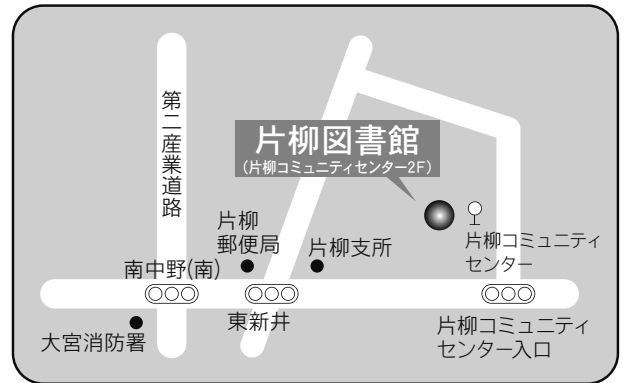 第二産業道路
片柳図書館
(片柳コミュニティセンター2F)
片柳
郵便局
片柳支所
片柳コミュニティ
センター
南中野(南)
大宮消防署
東新井
片柳コミュニティ
センター入口